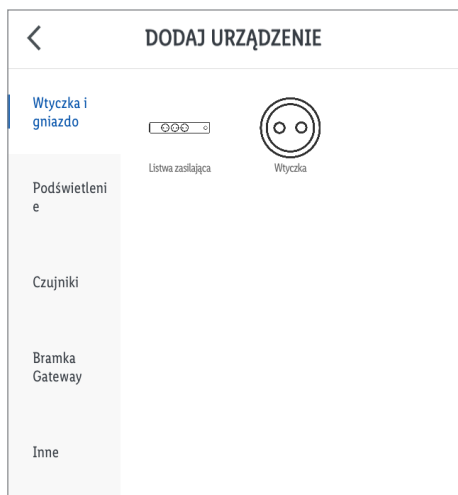 DODAJ URZĄDZENIE
Wtyczka i
gniazdo
Listwa zasilająca
Wtyczka
Podświetleni
e
Czujniki
Bramka
Gateway
Inne